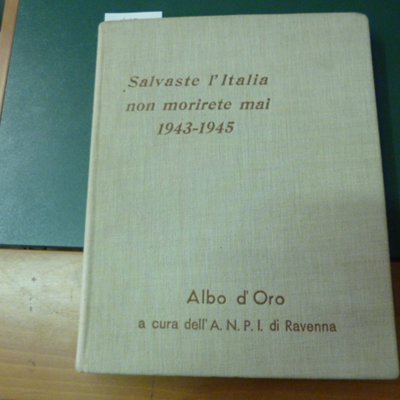 Salvaste l'Italia
non morirete mai
1943-1945
Albo d'Oro
a cura dell'A. N. P. I. di Ravenna